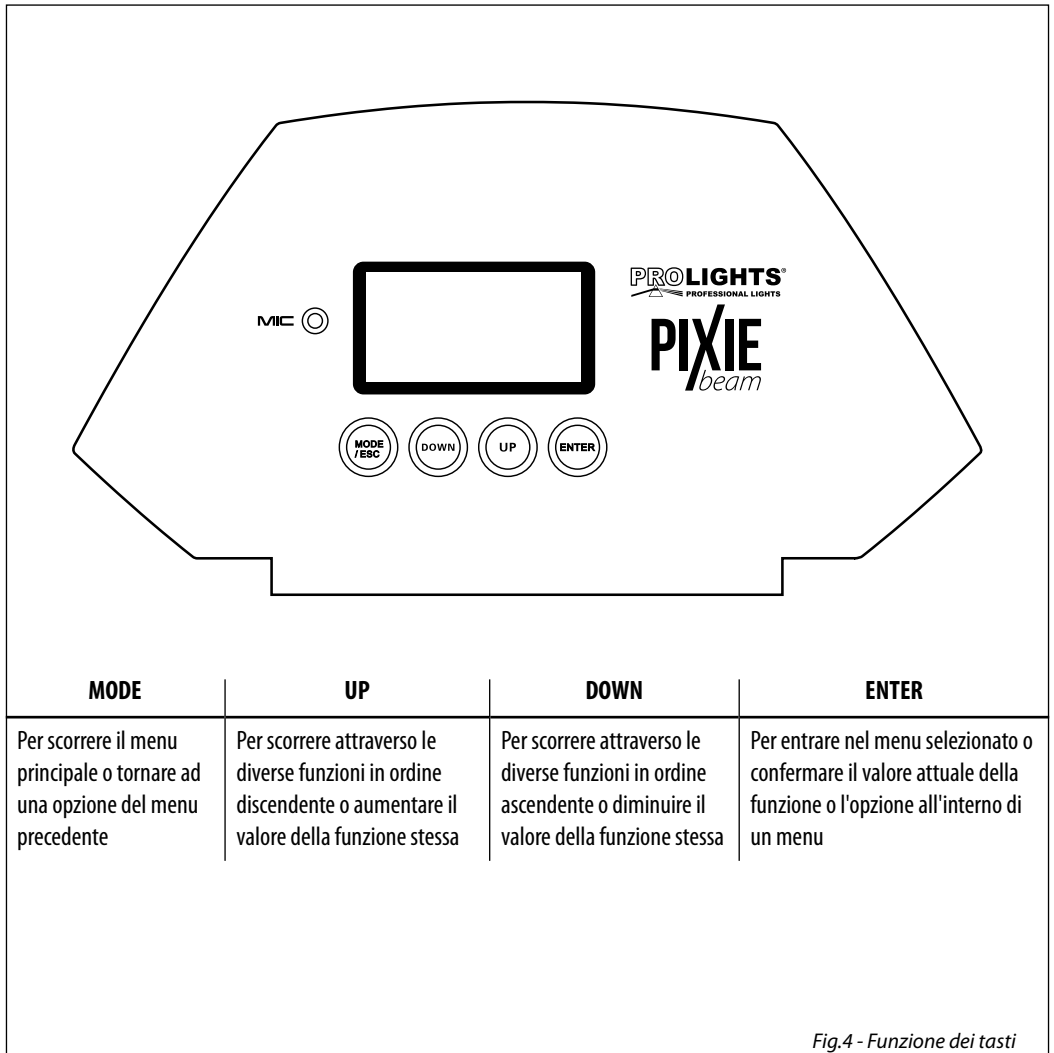 PROLIGHTS®
PROFESSIONAL LIGHTS
PIXIE
beam
MIC
MODE
/ESC
DOWN
UP
ENTER
MODE
UP
DOWN
ENTER
Per scorrere il menu
principale o tornare ad
una opzione del menu
precedente
Per scorrere attraverso le
diverse funzioni in ordine
discendente o aumentare il
valore della funzione stessa
Per scorrere attraverso le
diverse funzioni in ordine
ascendente o diminuire il
valore della funzione stessa
Per entrare nel menu selezionato o
confermare il valore attuale della
funzione o l'opzione all'interno di
un menu
Fig.4 - Funzione dei tasti